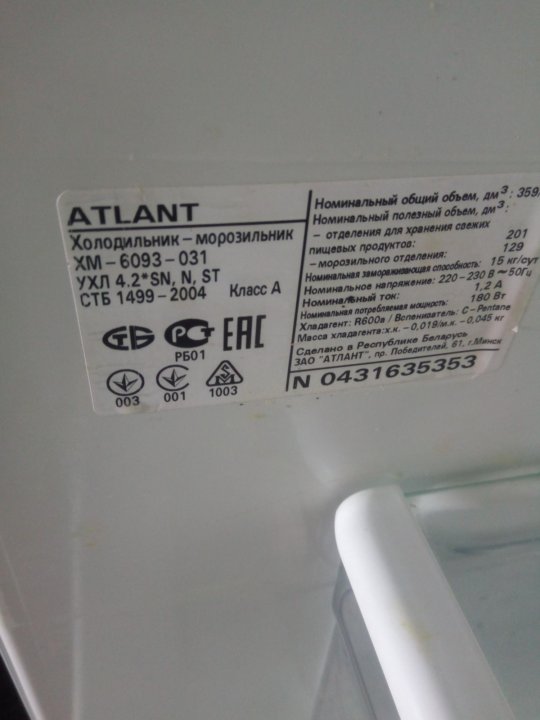 ATLANT
Холодильник - морозильник
ХМ - 6093 - 031
УХЛ 4.2*SN, N, ST
СТБ 1499 - 2004 Класс А
РБ01
003
001
1003
Номинальный общий объем, дм³: 359
Номинальный полезный объем, дм³:
- отделения для хранения свежих
пищевых продуктов: 201
- морозильного отделения: 129
Номинальная замораживающая способность: 15 кг/сут
Номинальное напряжение: 220 - 230 В ~ 50Гц
Номинальный ток: 1,2 А
Номинальная потребляемая мощность: 180 Вт
Хладагент: R600a / Вспениватель: C - Pentane
Масса хладагента:х.к. - 0,019/м.к. - 0,045 кг
Сделано в Республике Беларусь
ЗАО "АТЛАНТ", пр. Победителей, 61, г.Минск
N 0431635353